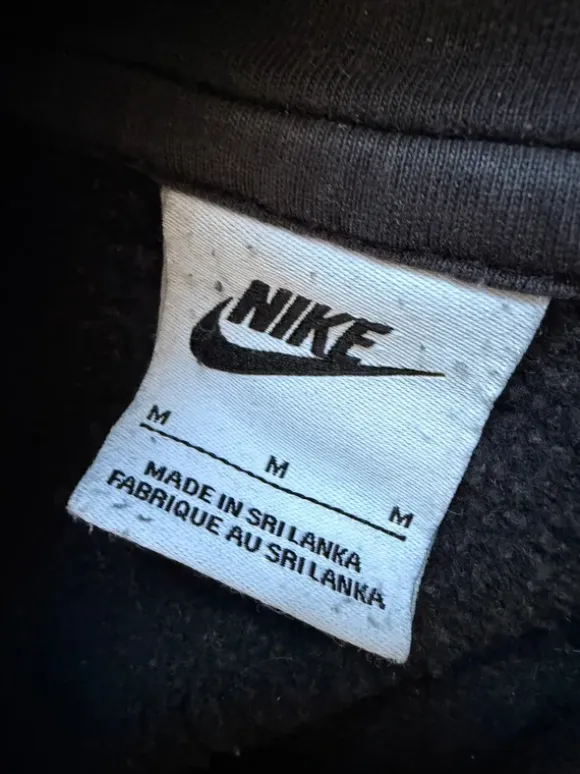 NIKE
M M M
MADE IN SRI LANKA
FABRIQUE AU SRI LANKA